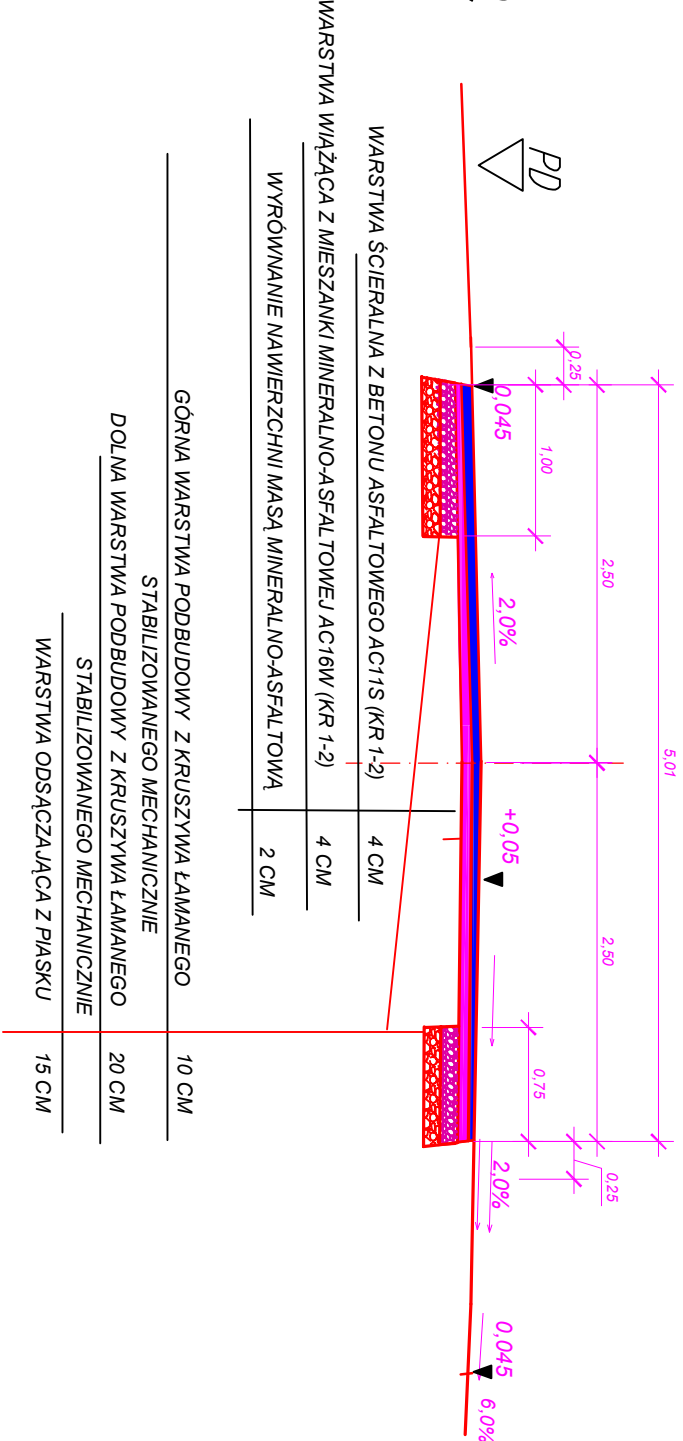 PD
5,01
2,50
2,50
0,25
1,00
0,75
0,25
0,045
2,0%
+0,05
2,0%
0,045
6,0%
WARSTWA ŚCIERALNA Z BETONU ASFALTOWEGO AC11S (KR 1-2) 4 CM
WARSTWA WIĄŻĄCA Z MIESZANKI MINERALNO-ASFALTOWEJ AC16W (KR 1-2) 4 CM
WYRÓWNANIE NAWIERZCHNI MASĄ MINERALNO-ASFALTOWĄ 2 CM
GÓRNA WARSTWA PODBUDOWY Z KRUSZYWA ŁAMANEGO
STABILIZOWANEGO MECHANICZNIE 10 CM
DOLNA WARSTWA PODBUDOWY Z KRUSZYWA ŁAMANEGO
STABILIZOWANEGO MECHANICZNIE 20 CM
WARSTWA ODSĄCZAJĄCA Z PIASKU 15 CM